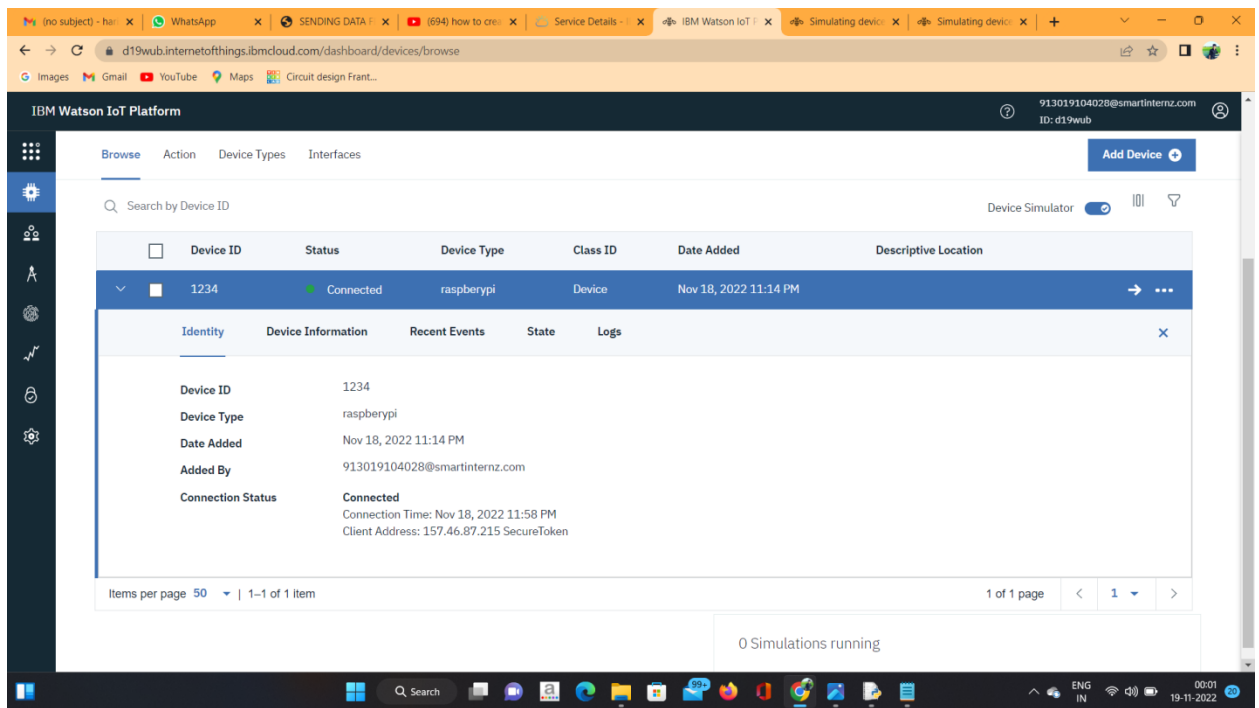 (no subject) - har
WhatsApp
SENDING DATA F
(694) how to crea
Service Details - I
IBM Watson IoT P
Simulating device
Simulating device
d19wub.internetofthings.ibmcloud.com/dashboard/devices/browse
Images Gmail YouTube Maps Circuit design Frant...
IBM Watson IoT Platform
913019104028@smartinternz.com
ID: d19wub
Browse Action Device Types Interfaces Add Device
Search by Device ID Device Simulator
Device ID Status Device Type Class ID Date Added Descriptive Location
1234 Connected raspberypi Device Nov 18, 2022 11:14 PM
Identity Device Information Recent Events State Logs
Device ID 1234
Device Type raspberypi
Date Added Nov 18, 2022 11:14 PM
Added By 913019104028@smartinternz.com
Connection Status Connected
Connection Time: Nov 18, 2022 11:58 PM
Client Address: 157.46.87.215 SecureToken
Items per page 50 | 1–1 of 1 item 1 of 1 page 1
0 Simulations running
Search 99+ ENG 00:01
IN 19-11-2022 20